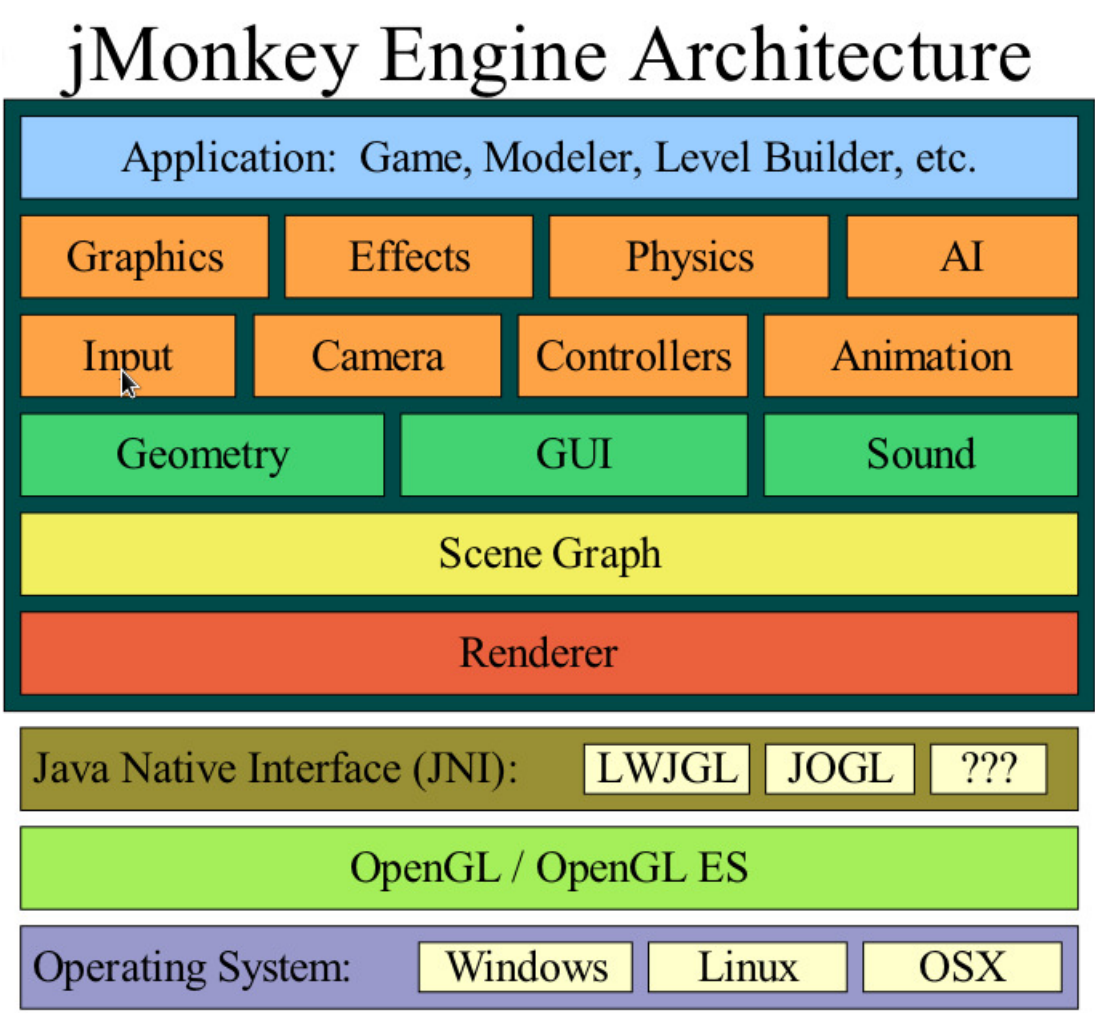 jMonkey Engine Architecture
Application: Game, Modeler, Level Builder, etc.
Graphics Effects Physics AI
Input Camera Controllers Animation
Geometry GUI Sound
Scene Graph
Renderer
Java Native Interface (JNI): LWJGL JOGL ???
OpenGL / OpenGL ES
Operating System: Windows Linux OSX